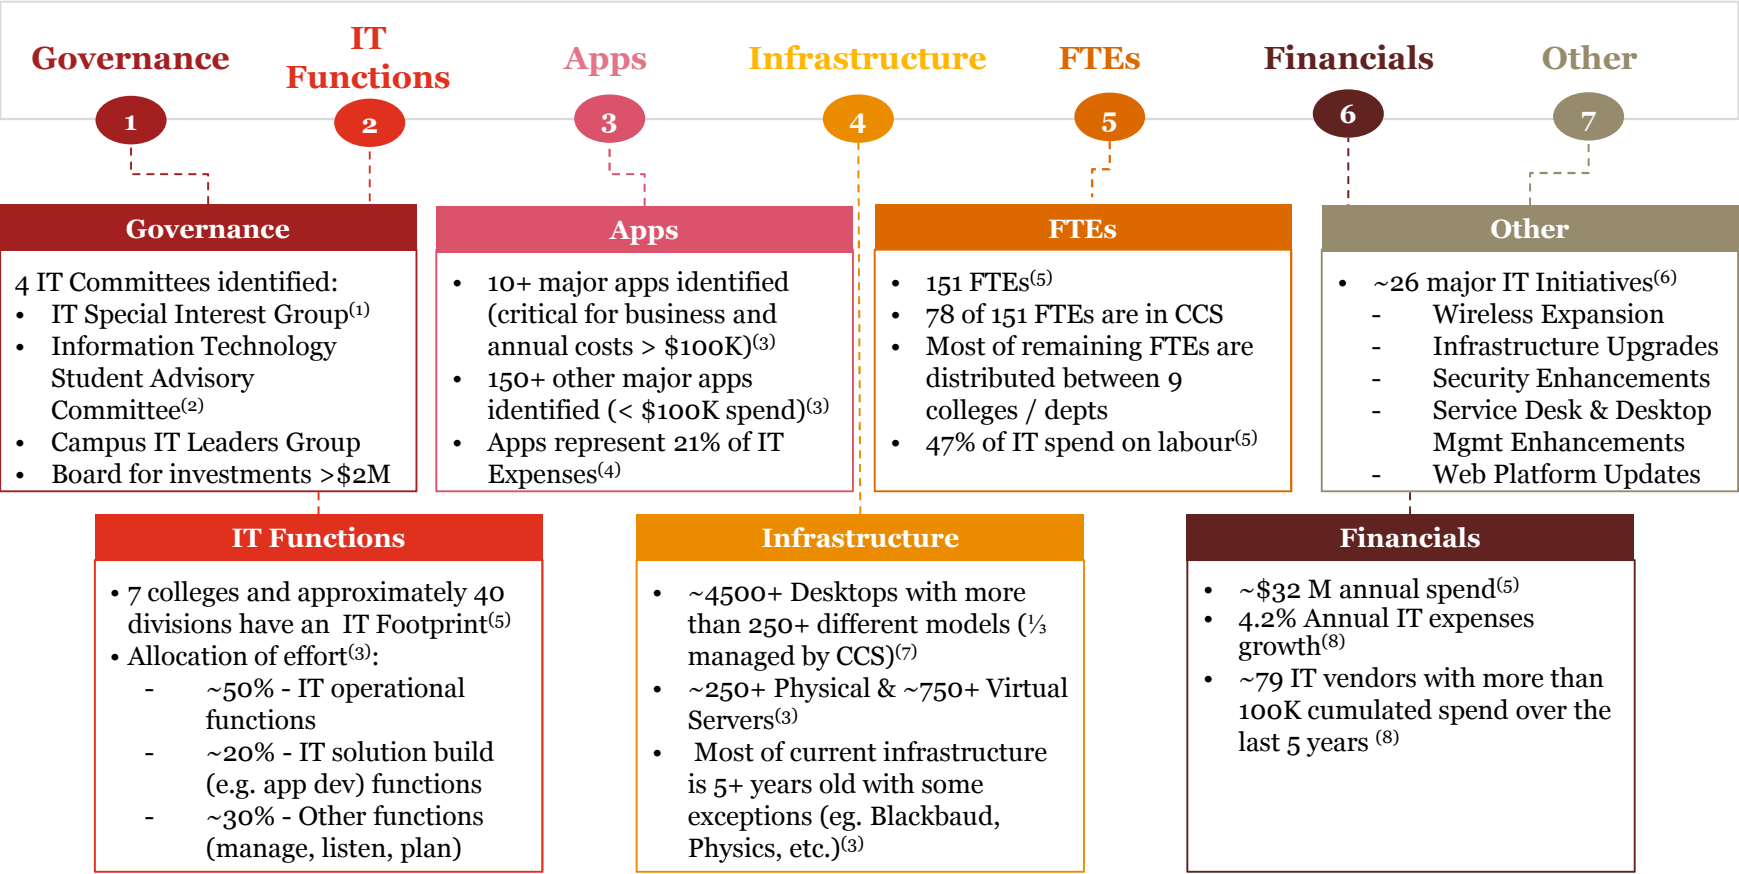 Governance
IT
Functions
Apps
Infrastructure
FTEs
Financials
Other
1
2
3
4
5
6
7
Governance
4 IT Committees identified:
• IT Special Interest Group(1)
• Information Technology
Student Advisory
Committee(2)
• Campus IT Leaders Group
• Board for investments >$2M
Apps
• 10+ major apps identified
(critical for business and
annual costs > $100K)(3)
• 150+ other major apps
identified (< $100K spend)(3)
• Apps represent 21% of IT
Expenses(4)
FTEs
• 151 FTEs(5)
• 78 of 151 FTEs are in CCS
• Most of remaining FTEs are
distributed between 9
colleges / depts
• 47% of IT spend on labour(5)
Other
• ~26 major IT Initiatives(6)
- Wireless Expansion
- Infrastructure Upgrades
- Security Enhancements
- Service Desk & Desktop
Mgmt Enhancements
- Web Platform Updates
IT Functions
• 7 colleges and approximately 40
divisions have an IT Footprint(5)
• Allocation of effort(3):
- ~50% - IT operational
functions
- ~20% - IT solution build
(e.g. app dev) functions
- ~30% - Other functions
(manage, listen, plan)
Infrastructure
• ~4500+ Desktops with more
than 250+ different models (⅓
managed by CCS)(7)
• ~250+ Physical & ~750+ Virtual
Servers(3)
• Most of current infrastructure
is 5+ years old with some
exceptions (eg. Blackbaud,
Physics, etc.)(3)
Financials
• ~$32 M annual spend(5)
• 4.2% Annual IT expenses
growth(8)
• ~79 IT vendors with more than
100K cumulated spend over the
last 5 years (8)